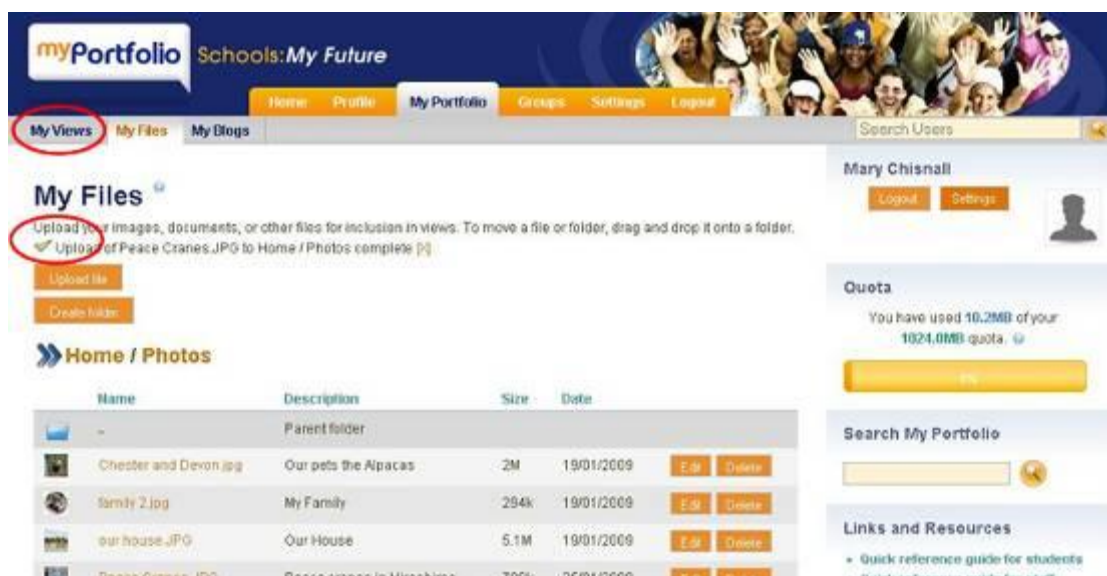 myPortfolio Schools:My Future
Home Profile My Portfolio Groups Settings Logout
My Views My Files My Blogs
Search Users
My Files
Upload your images, documents, or other files for inclusion in views. To move a file or folder, drag and drop it onto a folder.
Upload of Peace Cranes.JPG to Home / Photos complete [X]
Upload file
Create folder
Home / Photos
Name Description Size Date
Parent folder
Chester and Devon.jpg Our pets the Alpacas 2M 19/01/2009 Edit Delete
family 2.jpg My Family 294k 19/01/2009 Edit Delete
our house.JPG Our House 5.1M 19/01/2009 Edit Delete
Mary Chisnall
Logout Settings
Quota
You have used 10.2MB of your
1024.0MB quota.
Search My Portfolio
Links and Resources
Quick reference guide for students